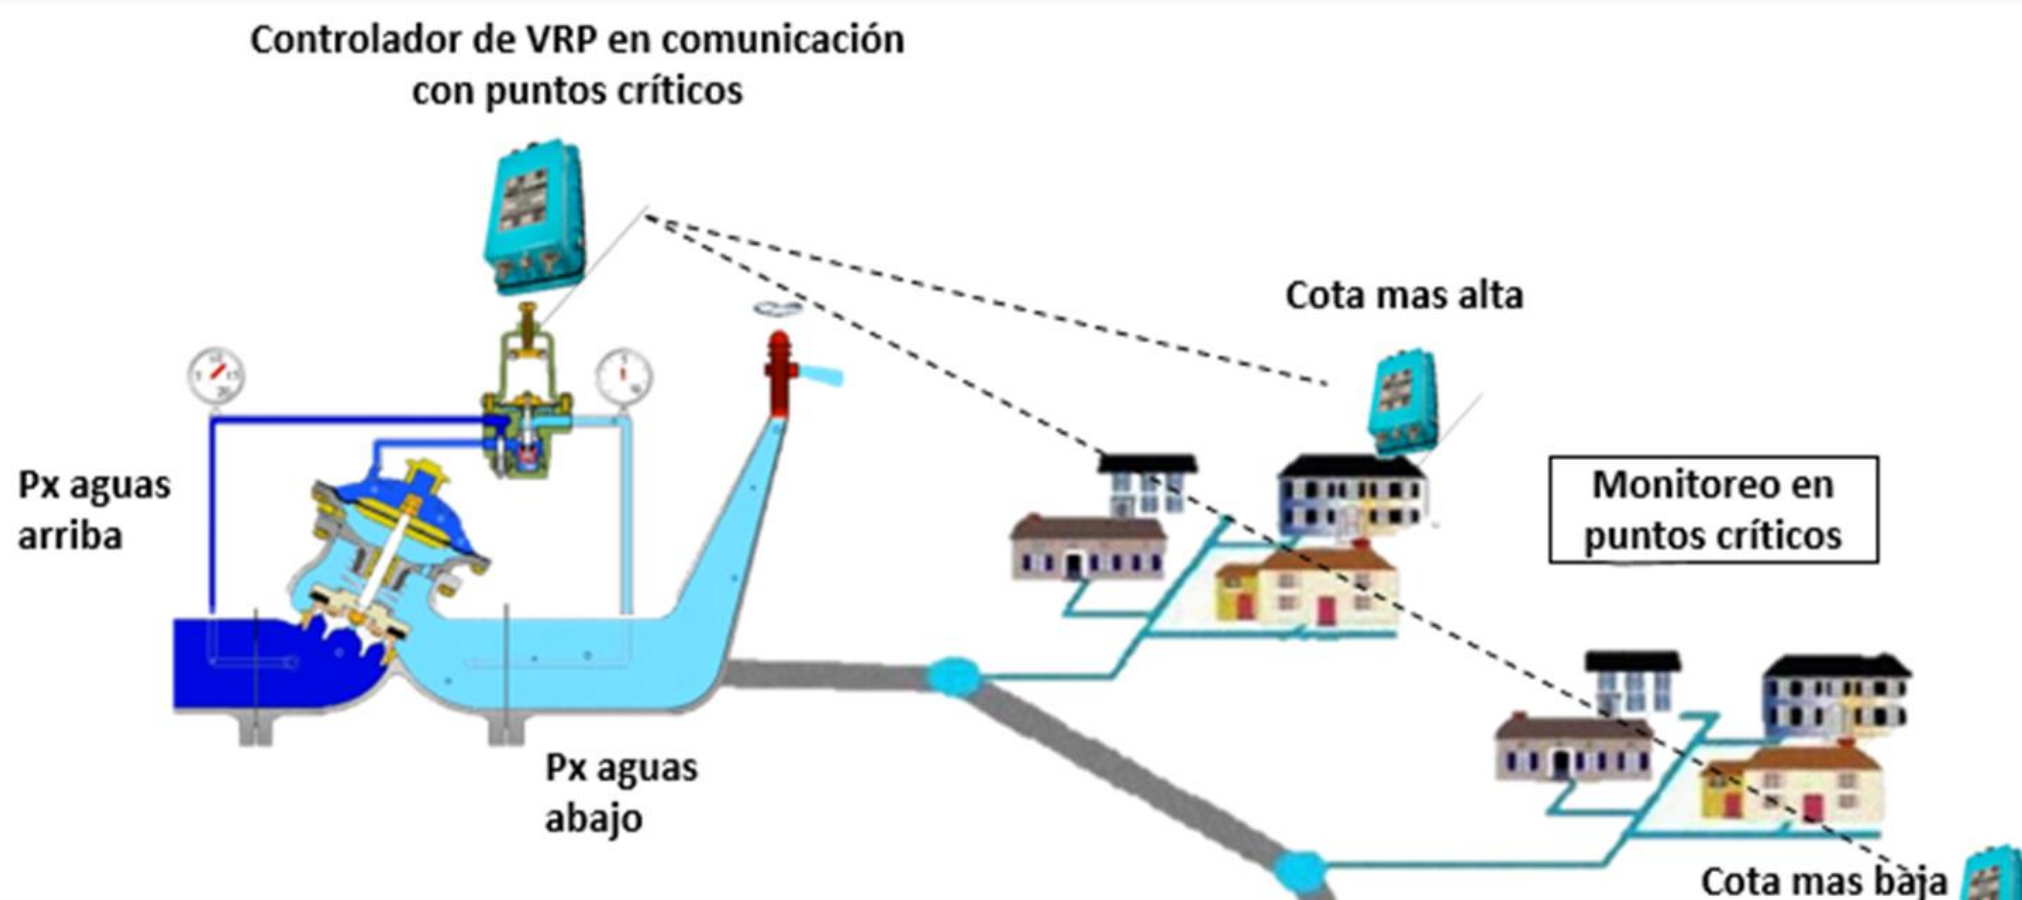 Controlador de VRP en comunicación
con puntos críticos
Cota mas alta
Px aguas
arriba
Monitoreo en
puntos críticos
Px aguas
abajo
Cota mas baja